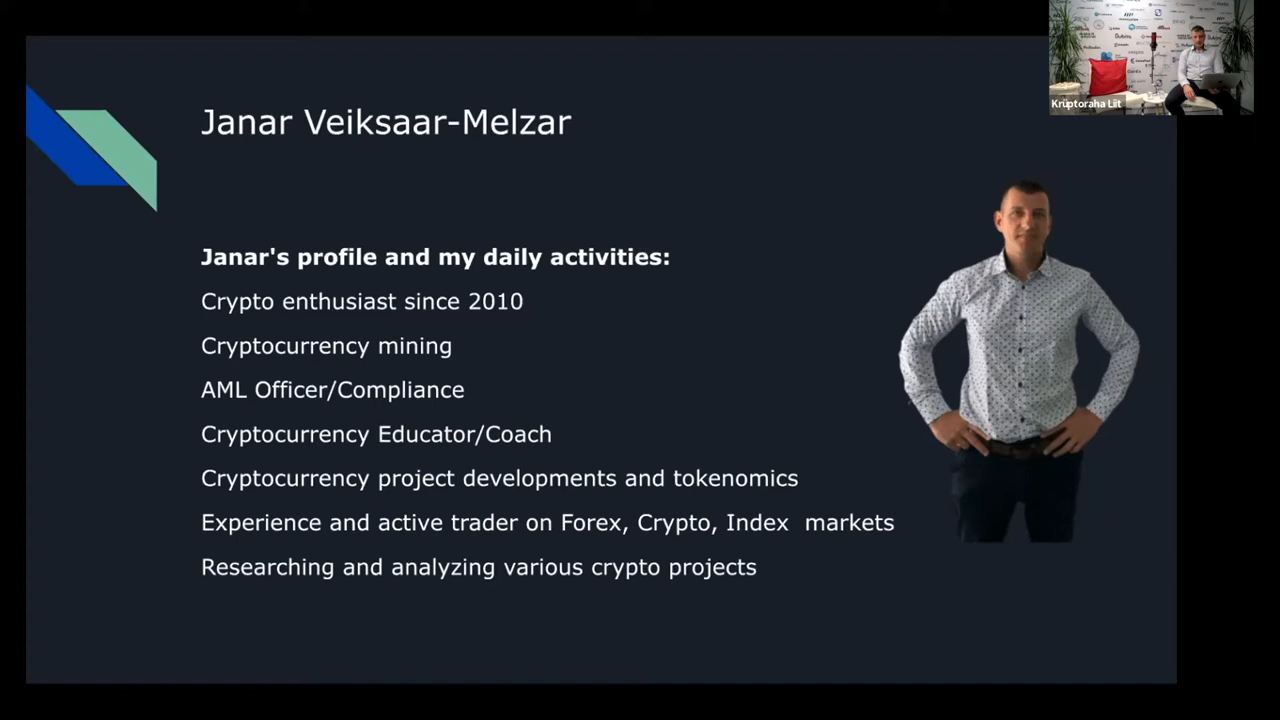 Janar Veiksaar-Melzar
Krüptoraha Liit
Janar's profile and my daily activities:
Crypto enthusiast since 2010
Cryptocurrency mining
AML Officer/Compliance
Cryptocurrency Educator/Coach
Cryptocurrency project developments and tokenomics
Experience and active trader on Forex, Crypto, Index  markets
Researching and analyzing various crypto projects